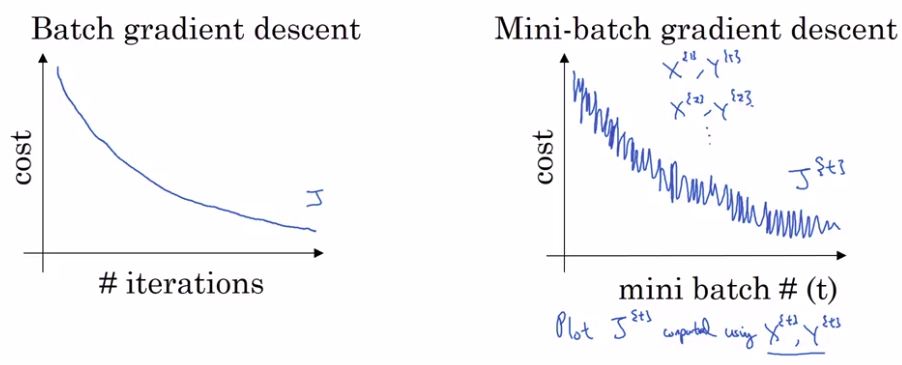 Batch gradient descent
cost
J
# iterations
Mini-batch gradient descent
X^{1}, Y^{1}
X^{2}, Y^{2}
⋮
cost
J^{t}
mini batch # (t)
Plot J^{t} computed using X^{t}, Y^{t}